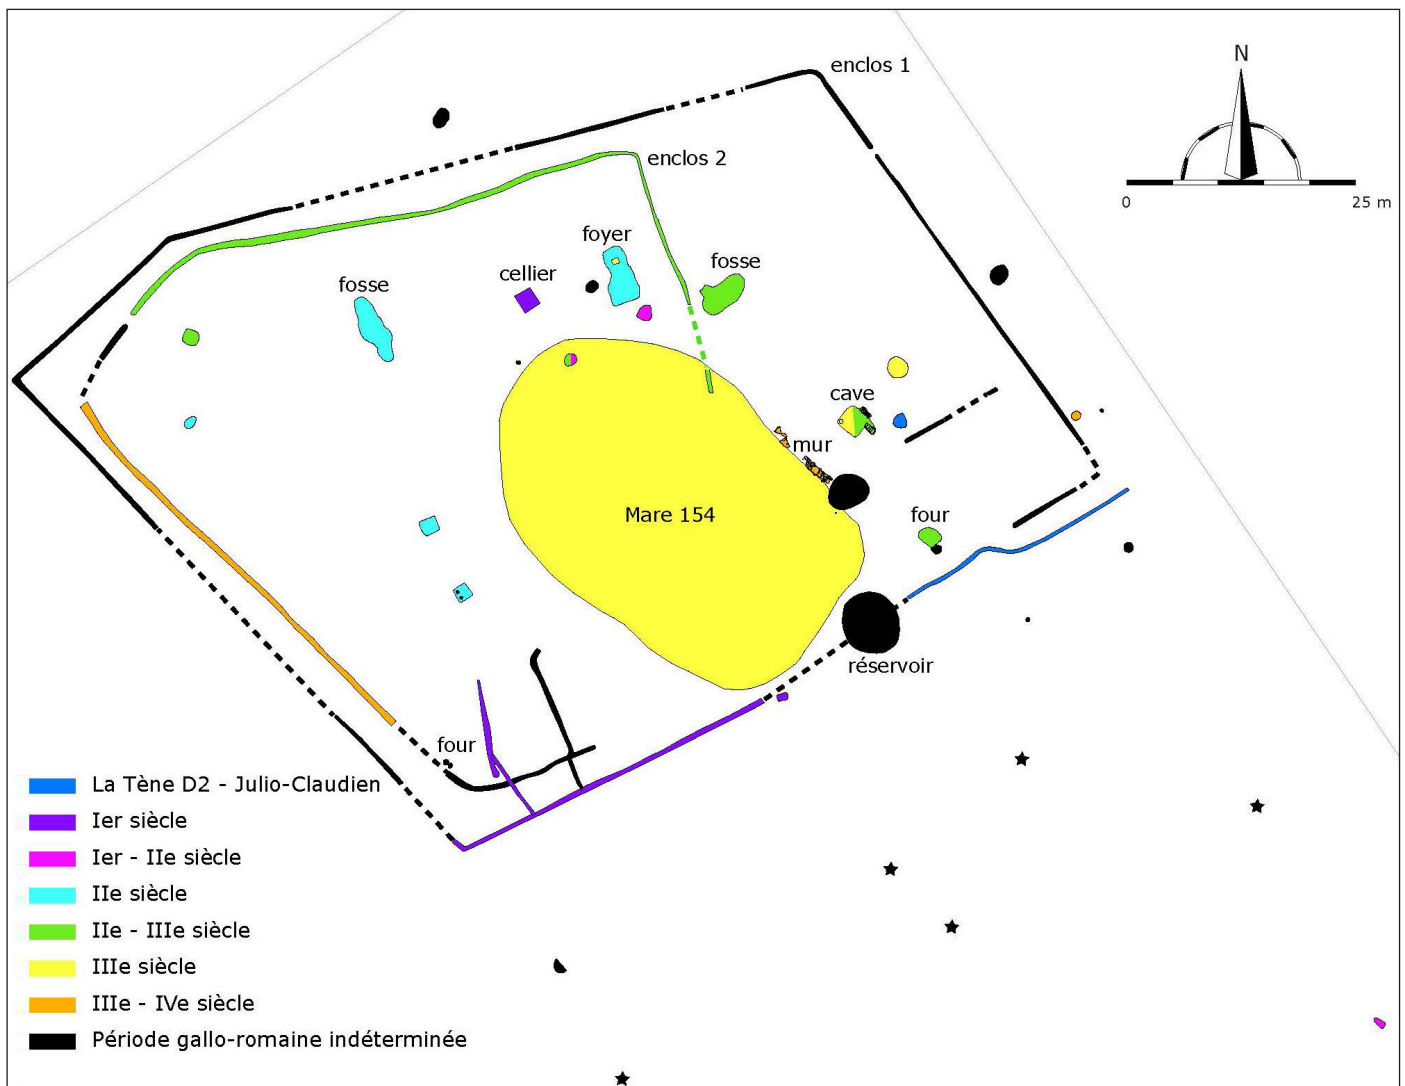 enclos 1
N
enclos 2
0
25 m
foyer
fosse
cellier
fosse
cave
mur
Mare 154
four
réservoir
four
La Tène D2 - Julio-Claudien
Ier siècle
Ier - IIe siècle
IIe siècle
IIe - IIIe siècle
IIIe siècle
IIIe - IVe siècle
Période gallo-romaine indéterminée